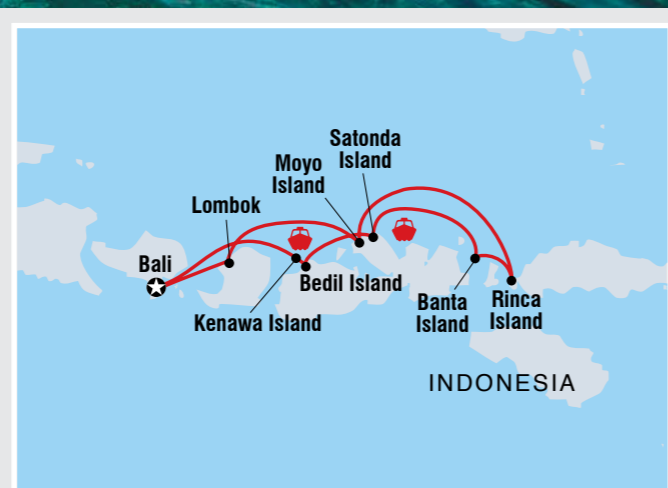 Satonda
Island
Moyo
Island
Lombok
Bali
Bedil Island
Kenawa Island
Banta
Island
Rinca
Island
INDONESIA